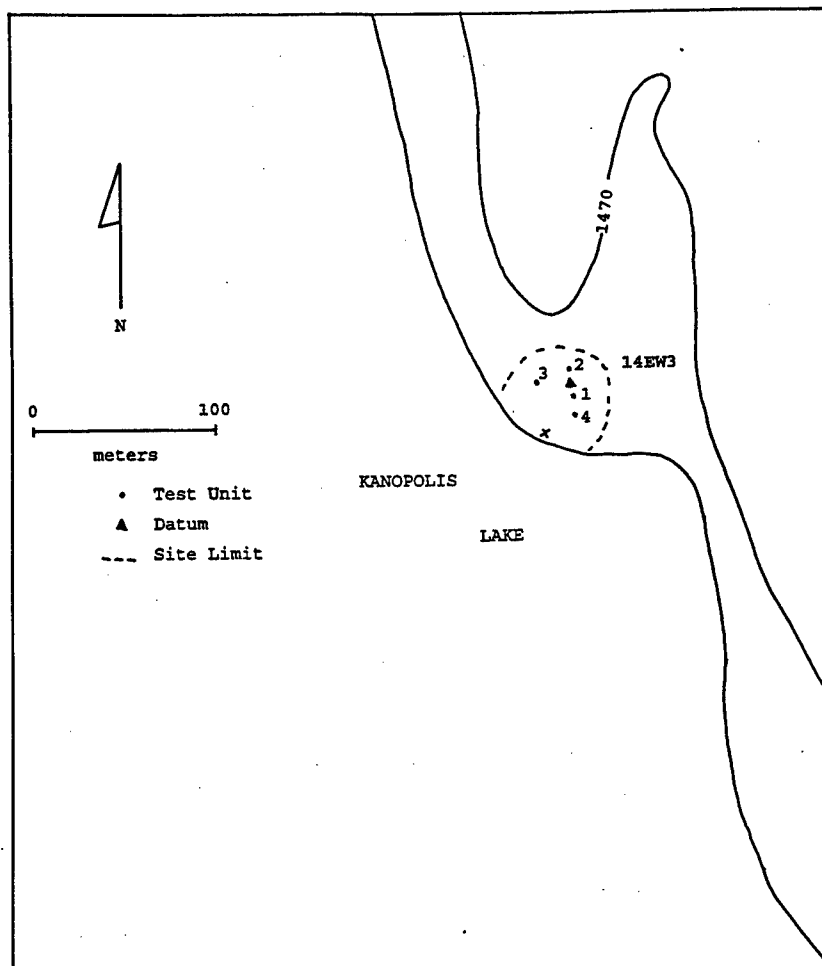 1470
N
14EW3
2
3
1
4
x
0 100
meters
KANOPOLIS
LAKE
Test Unit
Datum
Site Limit